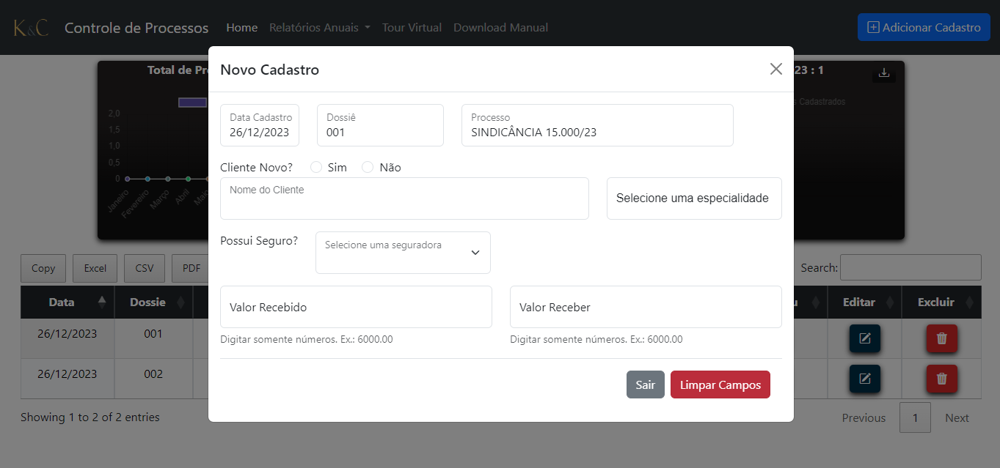 K&C Controle de Processos Home Relatórios Anuais Tour Virtual Download Manual Adicionar Cadastro
Total de Pr
23 : 1
s Cadastrados
2,0
1,5
1,0
0,5
0
Janeiro
Fevereiro
Março
Abril
Novo Cadastro
Data Cadastro Dossiê Processo
26/12/2023 001 SINDICÂNCIA 15.000/23
Cliente Novo? Sim Não
Nome do Cliente
Selecione uma especialidade
Possui Seguro? Selecione uma seguradora
Valor Recebido Valor Receber
Digitar somente números. Ex.: 6000.00 Digitar somente números. Ex.: 6000.00
Sair Limpar Campos
Copy Excel CSV PDF Search:
Data Dossie u Editar Excluir
26/12/2023 001
26/12/2023 002
Showing 1 to 2 of 2 entries Previous 1 Next